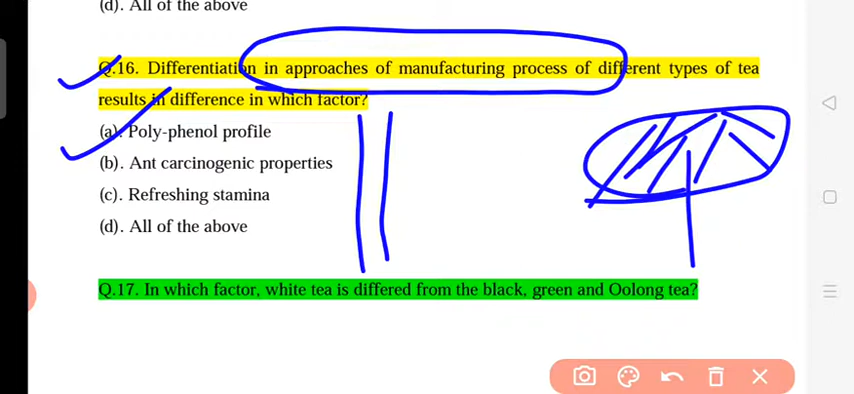 (d). All of the above
Q.16. Differentiation in approaches of manufacturing process of different types of tea
results in difference in which factor?
(a). Poly-phenol profile
(b). Ant carcinogenic properties
(c). Refreshing stamina
(d). All of the above
Q.17. In which factor, white tea is differed from the black, green and Oolong tea?